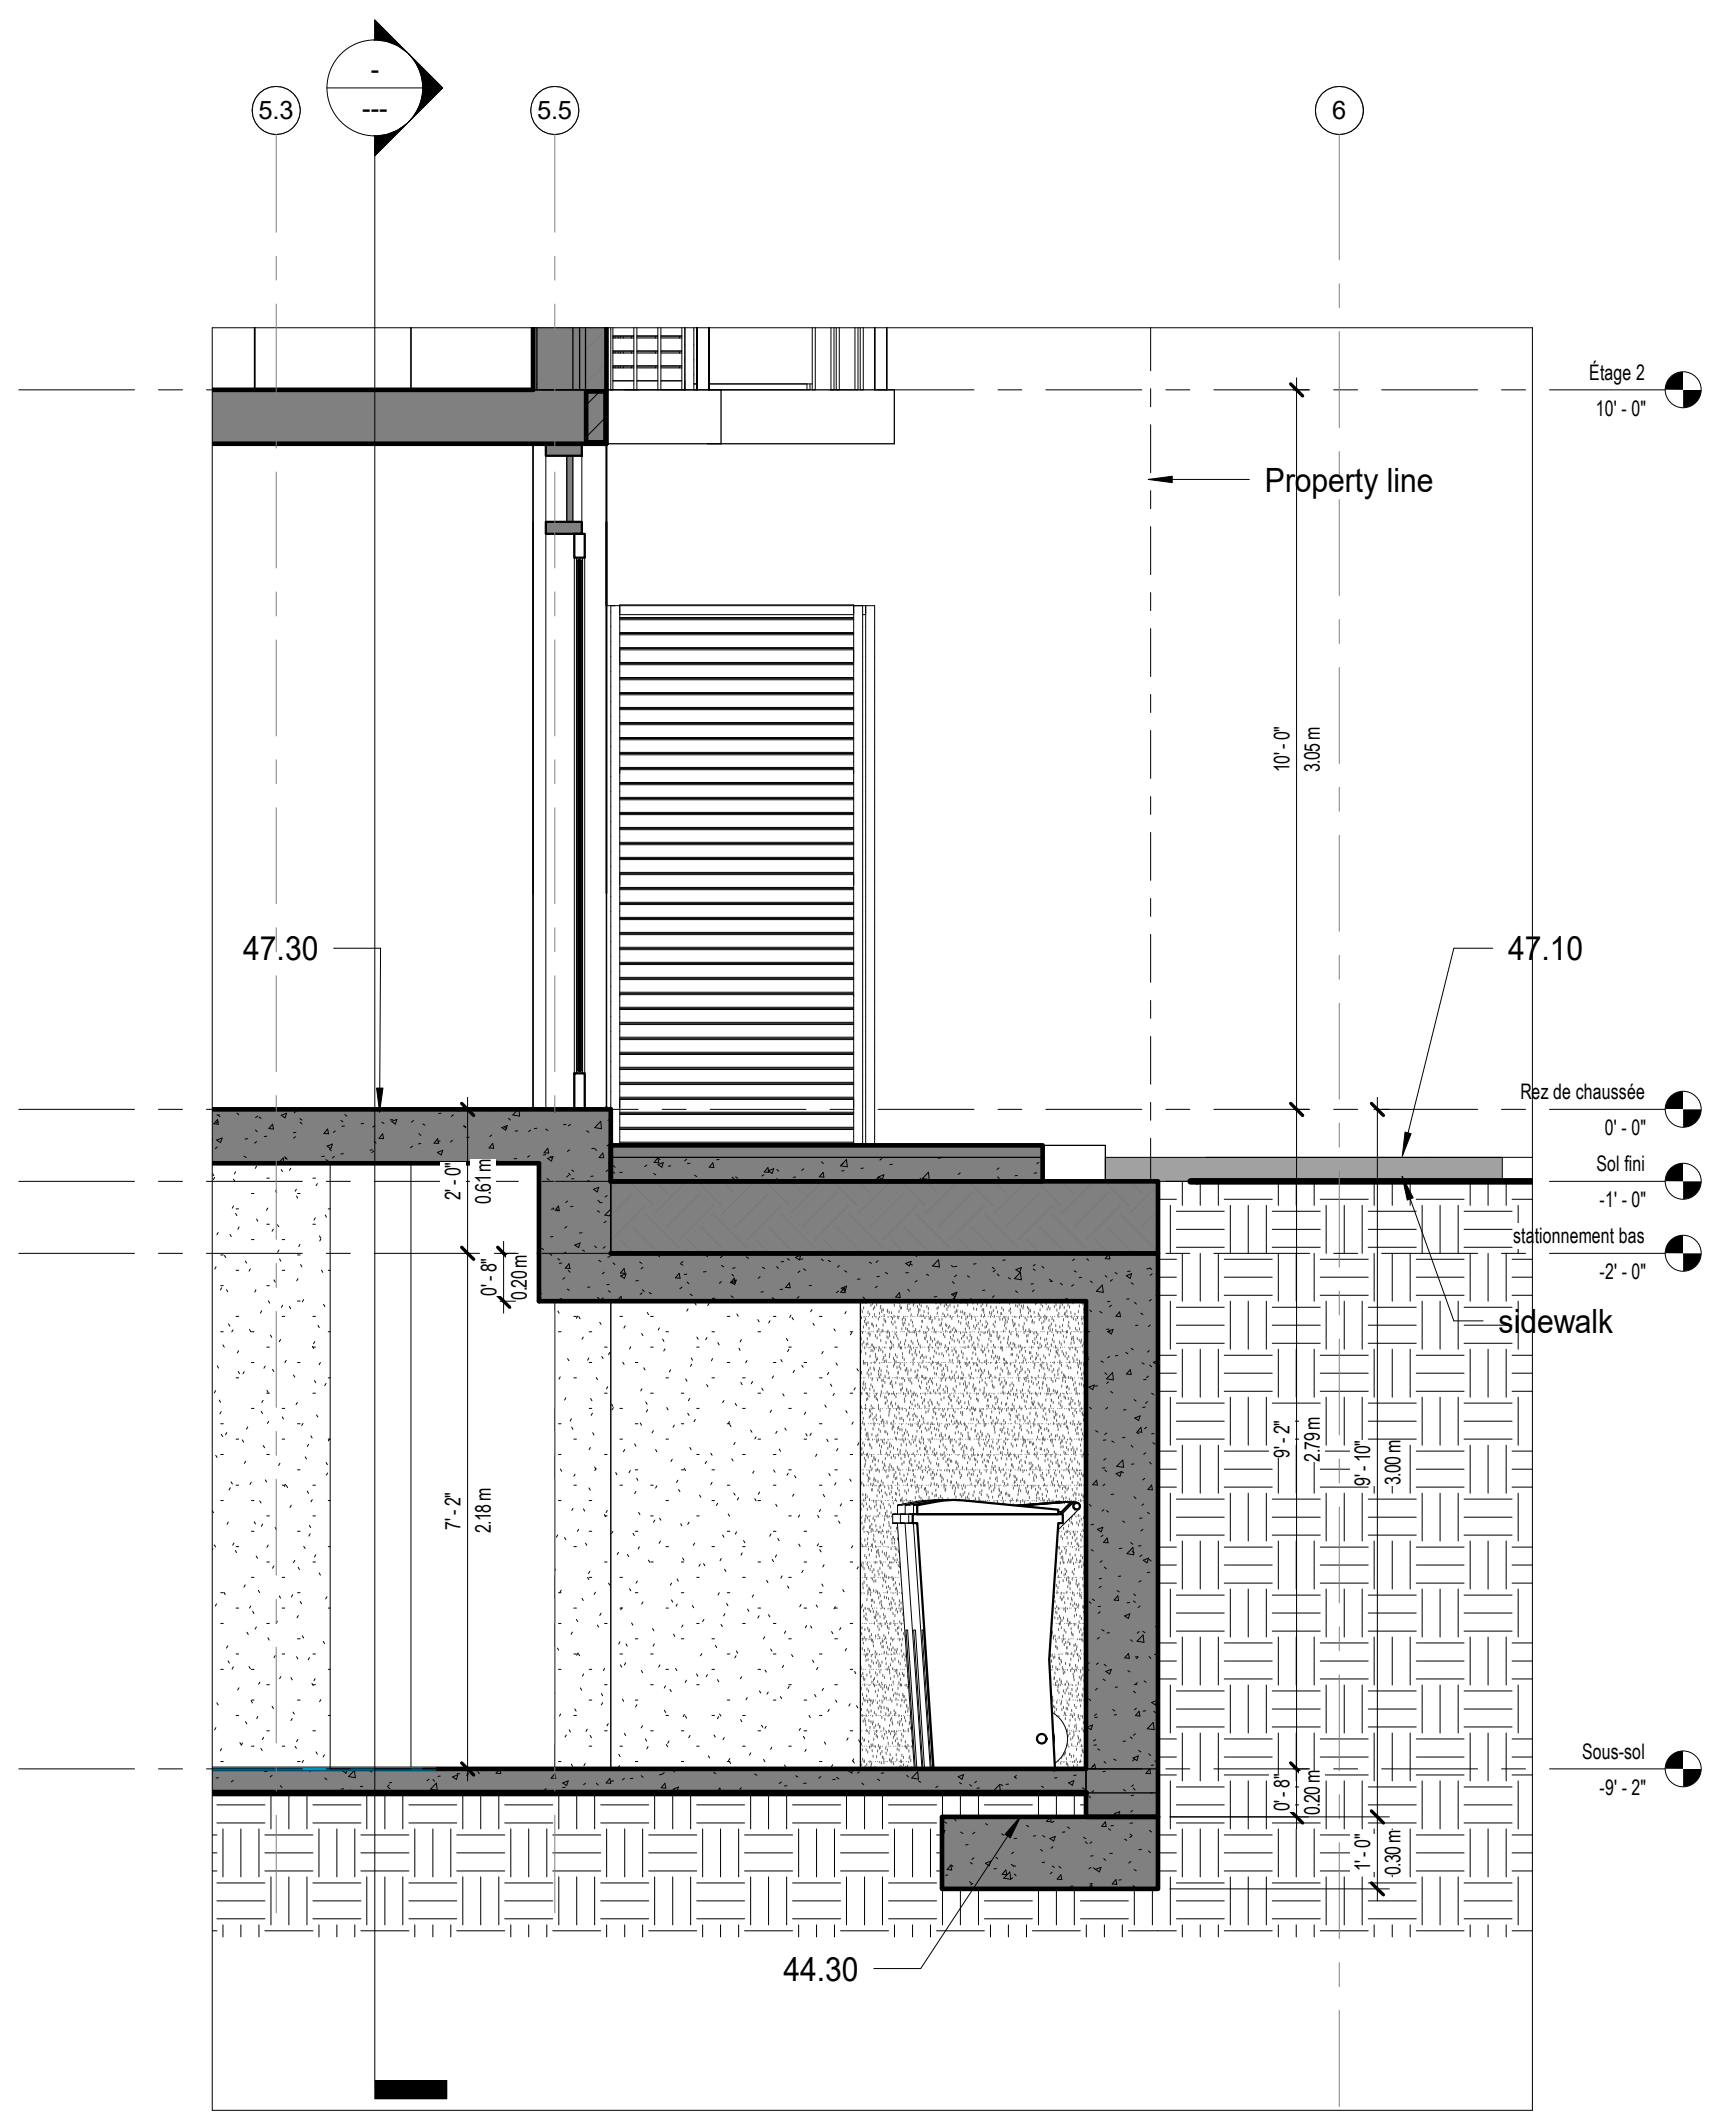 -
---
5.3
5.5
6
Étage 2
10' - 0"
Property line
10' - 0"
3.05 m
47.30
47.10
Rez de chaussée
0' - 0"
2' - 0"
0.61 m
Sol fini
-1' - 0"
stationnement bas
-2' - 0"
0' - 8"
0.20 m
sidewalk
9' - 2"
2.79 m
9' - 10"
3.00 m
7' - 2"
2.18 m
Sous-sol
-9' - 2"
0' - 8"
0.20 m
1' - 0"
0.30 m
44.30